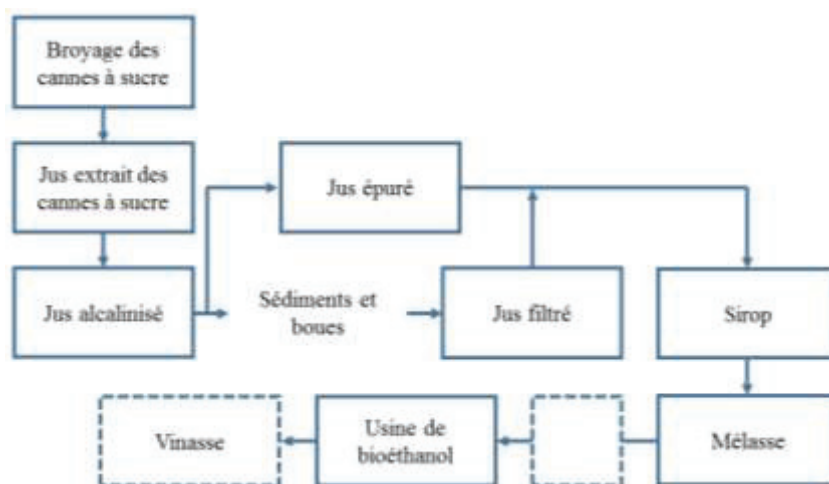 Broyage des
cannes à sucre
Jus extrait des
cannes à sucre
Jus épuré
Jus alcalinisé
Sédiments et
boues
Jus filtré
Sirop
Vinasse
Usine de
bioéthanol
Mélasse